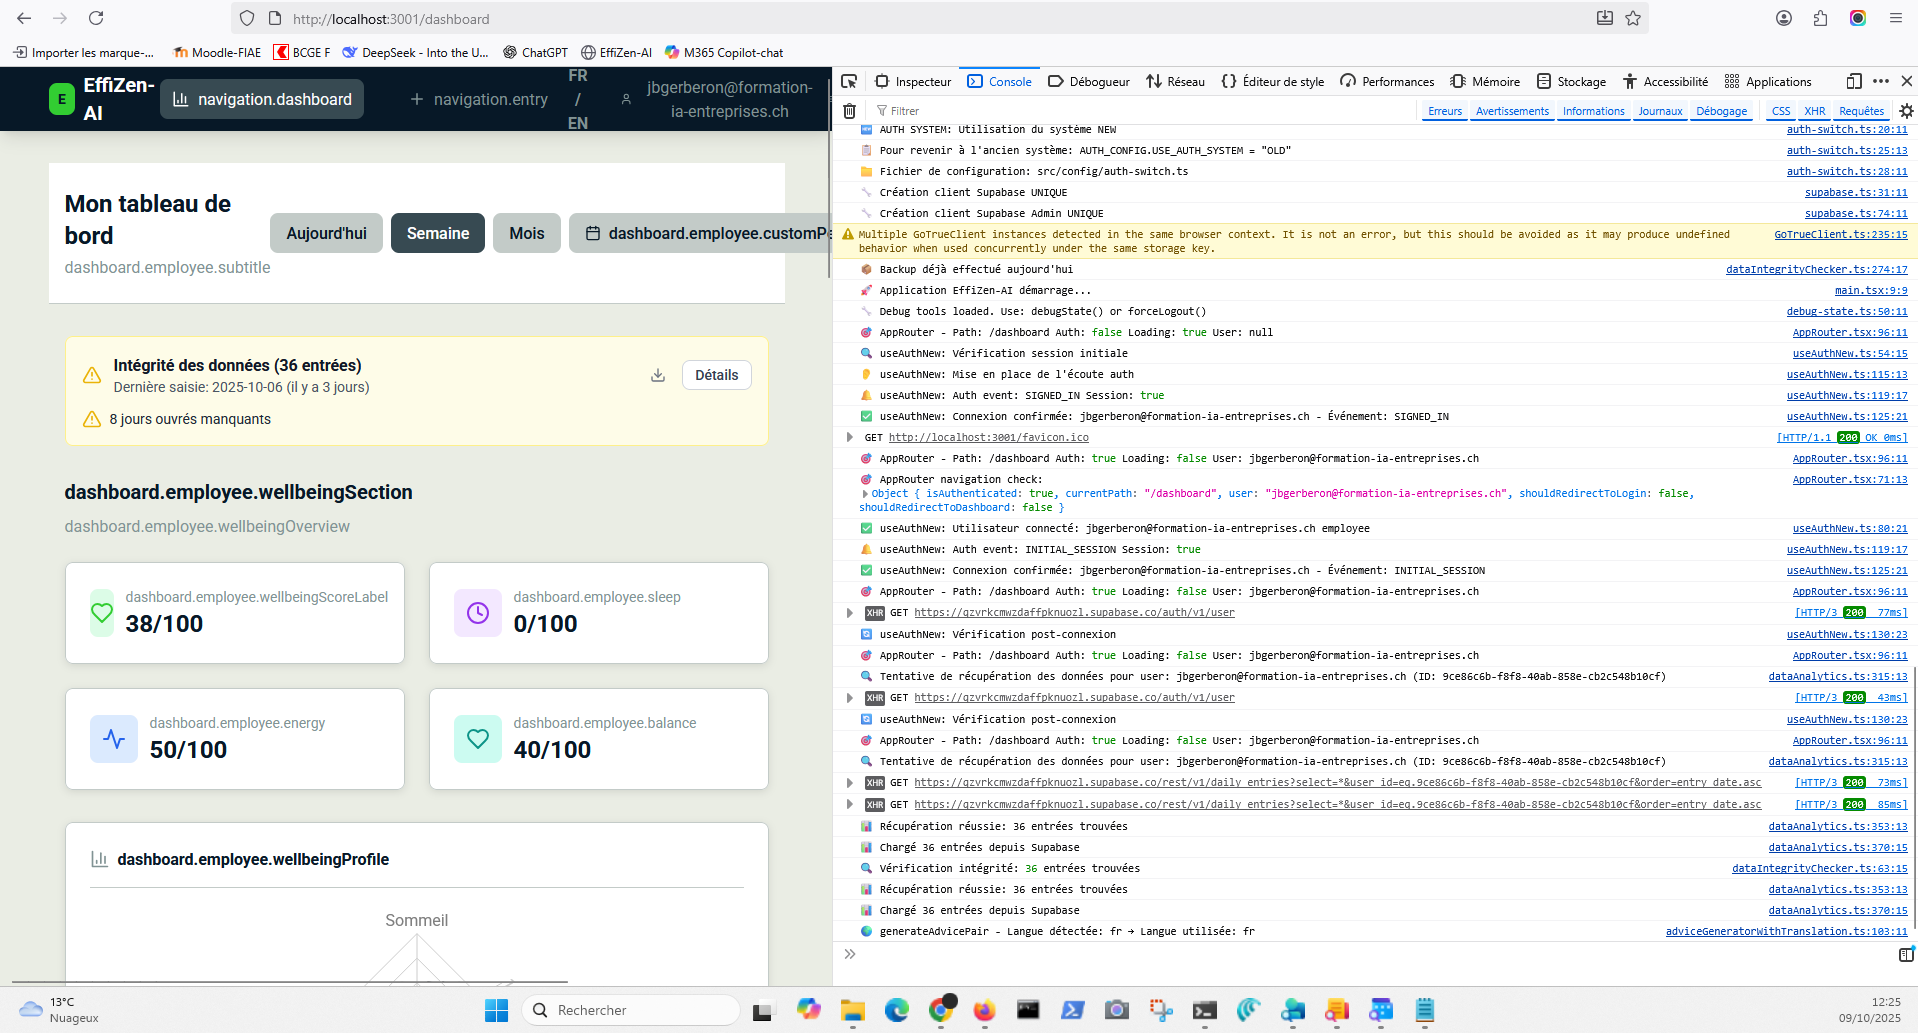 http://localhost:3001/dashboard
Importer les marque-... Moodle-FIAE BCGE F DeepSeek - Into the U... ChatGPT EffiZen-AI M365 Copilot-chat
E EffiZen-AI
navigation.dashboard
navigation.entry
FR / EN
jbgerberon@formation-
ia-entreprises.ch
Mon tableau de
bord
dashboard.employee.subtitle
Aujourd'hui Semaine Mois dashboard.employee.customPe
Intégrité des données (36 entrées)
Dernière saisie: 2025-10-06 (il y a 3 jours)
Détails
8 jours ouvrés manquants
dashboard.employee.wellbeingSection
dashboard.employee.wellbeingOverview
dashboard.employee.wellbeingScoreLabel
38/100
dashboard.employee.sleep
0/100
dashboard.employee.energy
50/100
dashboard.employee.balance
40/100
dashboard.employee.wellbeingProfile
Sommeil
Inspecteur Console Débogueur Réseau Éditeur de style Performances Mémoire Stockage Accessibilité Applications
Filtrer Erreurs Avertissements Informations Journaux Débogage CSS XHR Requêtes
AUTH SYSTEM: Utilisation du système NEW auth-switch.ts:20:11
Pour revenir à l'ancien système: AUTH_CONFIG.USE_AUTH_SYSTEM = "OLD" auth-switch.ts:25:13
Fichier de configuration: src/config/auth-switch.ts auth-switch.ts:28:11
Création client Supabase UNIQUE supabase.ts:31:11
Création client Supabase Admin UNIQUE supabase.ts:74:11
Multiple GoTrueClient instances detected in the same browser context. It is not an error, but this should be avoided as it may produce undefined GoTrueClient.ts:235:15
behavior when used concurrently under the same storage key.
Backup déjà effectué aujourd'hui dataIntegrityChecker.ts:274:17
Application EffiZen-AI démarrage... main.tsx:9:9
Debug tools loaded. Use: debugState() or forceLogout() debug-state.ts:50:11
AppRouter - Path: /dashboard Auth: false Loading: true User: null AppRouter.tsx:96:11
useAuthNew: Vérification session initiale useAuthNew.ts:54:15
useAuthNew: Mise en place de l'écoute auth useAuthNew.ts:115:13
useAuthNew: Auth event: SIGNED_IN Session: true useAuthNew.ts:119:17
useAuthNew: Connexion confirmée: jbgerberon@formation-ia-entreprises.ch - Événement: SIGNED_IN useAuthNew.ts:125:21
GET http://localhost:3001/favicon.ico [HTTP/1.1 200 OK 0ms]
AppRouter - Path: /dashboard Auth: true Loading: false User: jbgerberon@formation-ia-entreprises.ch AppRouter.tsx:96:11
AppRouter navigation check: AppRouter.tsx:71:13
Object { isAuthenticated: true, currentPath: "/dashboard", user: "jbgerberon@formation-ia-entreprises.ch", shouldRedirectToLogin: false,
shouldRedirectToDashboard: false }
useAuthNew: Utilisateur connecté: jbgerberon@formation-ia-entreprises.ch employee useAuthNew.ts:80:21
useAuthNew: Auth event: INITIAL_SESSION Session: true useAuthNew.ts:119:17
useAuthNew: Connexion confirmée: jbgerberon@formation-ia-entreprises.ch - Événement: INITIAL_SESSION useAuthNew.ts:125:21
AppRouter - Path: /dashboard Auth: true Loading: false User: jbgerberon@formation-ia-entreprises.ch AppRouter.tsx:96:11
XHR GET https://qzvrkcmwzdaffpknuozl.supabase.co/auth/v1/user [HTTP/3 200 77ms]
useAuthNew: Vérification post-connexion useAuthNew.ts:130:23
AppRouter - Path: /dashboard Auth: true Loading: false User: jbgerberon@formation-ia-entreprises.ch AppRouter.tsx:96:11
Tentative de récupération des données pour user: jbgerberon@formation-ia-entreprises.ch (ID: 9ce86c6b-f8f8-40ab-858e-cb2c548b10cf) dataAnalytics.ts:315:13
XHR GET https://qzvrkcmwzdaffpknuozl.supabase.co/auth/v1/user [HTTP/3 200 43ms]
useAuthNew: Vérification post-connexion useAuthNew.ts:130:23
AppRouter - Path: /dashboard Auth: true Loading: false User: jbgerberon@formation-ia-entreprises.ch AppRouter.tsx:96:11
Tentative de récupération des données pour user: jbgerberon@formation-ia-entreprises.ch (ID: 9ce86c6b-f8f8-40ab-858e-cb2c548b10cf) dataAnalytics.ts:315:13
XHR GET https://qzvrkcmwzdaffpknuozl.supabase.co/rest/v1/daily_entries?select=*&user_id=eq.9ce86c6b-f8f8-40ab-858e-cb2c548b10cf&order=entry_date.asc [HTTP/3 200 73ms]
XHR GET https://qzvrkcmwzdaffpknuozl.supabase.co/rest/v1/daily_entries?select=*&user_id=eq.9ce86c6b-f8f8-40ab-858e-cb2c548b10cf&order=entry_date.asc [HTTP/3 200 85ms]
Récupération réussie: 36 entrées trouvées dataAnalytics.ts:353:13
Chargé 36 entrées depuis Supabase dataAnalytics.ts:370:15
Vérification intégrité: 36 entrées trouvées dataIntegrityChecker.ts:63:15
Récupération réussie: 36 entrées trouvées dataAnalytics.ts:353:13
Chargé 36 entrées depuis Supabase dataAnalytics.ts:370:15
generateAdvicePair - Langue détectée: fr → Langue utilisée: fr adviceGeneratorWithTranslation.ts:103:11
13°C
Nuageux
Rechercher
12:25
09/10/2025